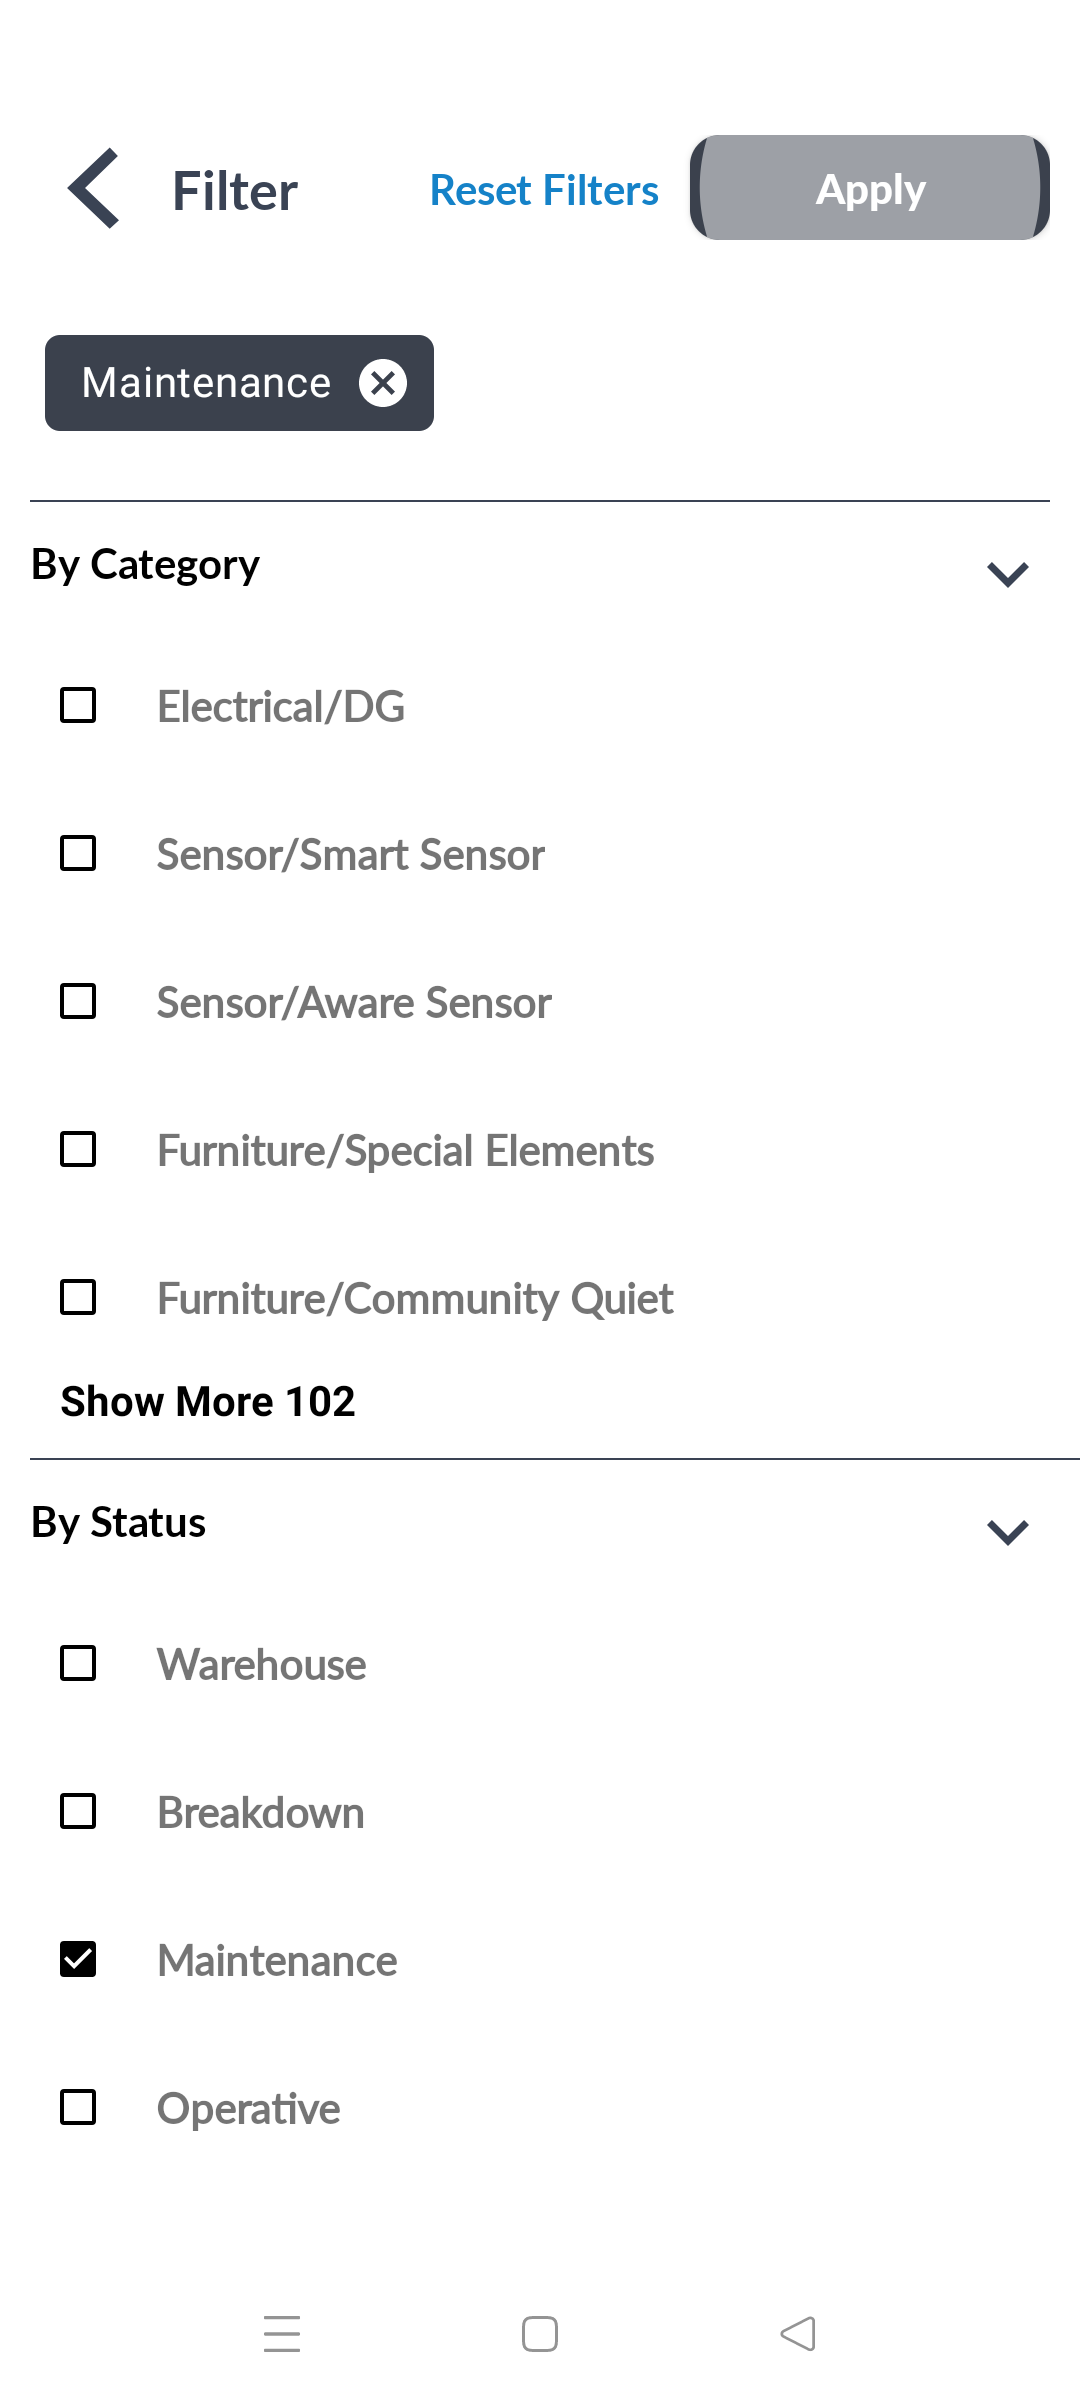 Filter
Reset Filters
Apply
Maintenance
By Category
Electrical/DG
Sensor/Smart Sensor
Sensor/Aware Sensor
Furniture/Special Elements
Furniture/Community Quiet
Show More 102
By Status
Warehouse
Breakdown
Maintenance
Operative